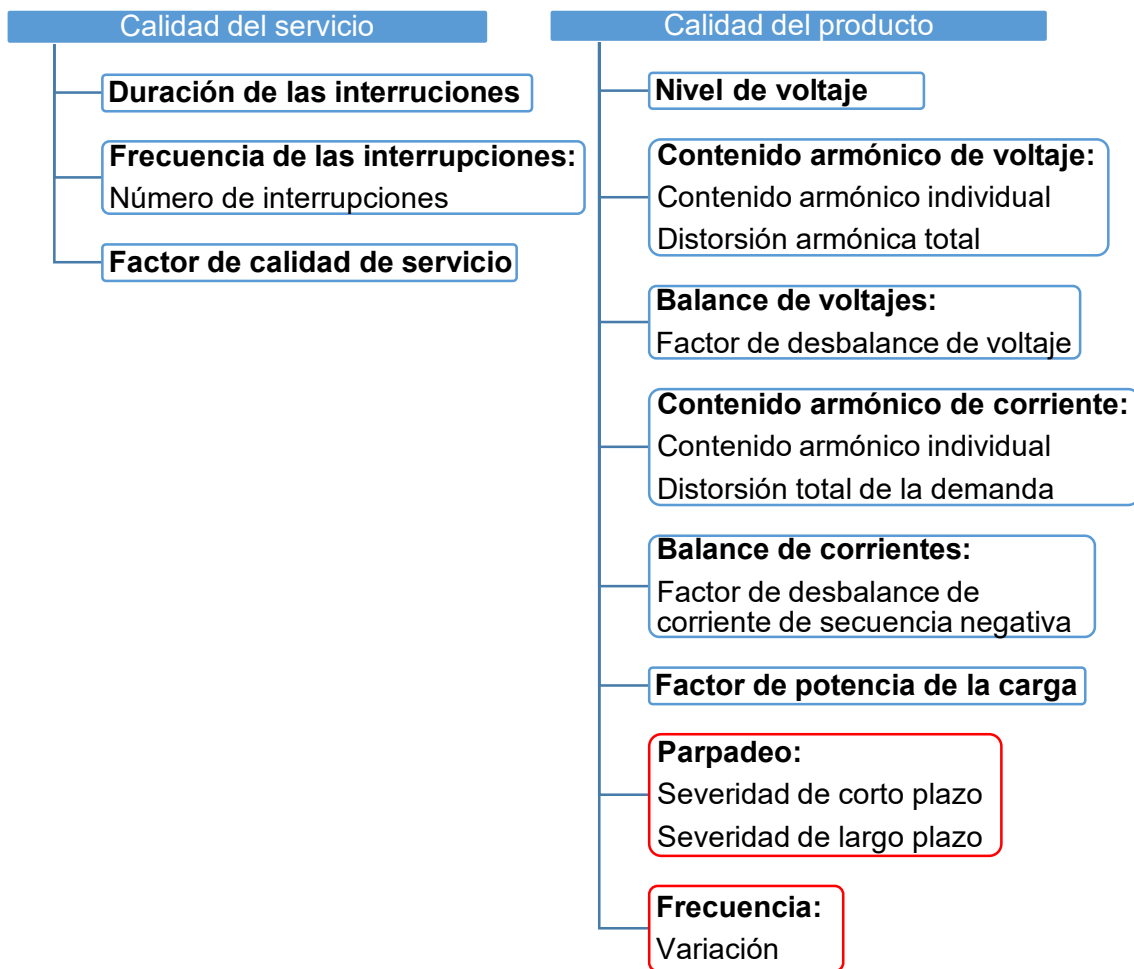 Calidad del servicio
Duración de las interruciones
Frecuencia de las interrupciones:
Número de interrupciones
Factor de calidad de servicio
Calidad del producto
Nivel de voltaje
Contenido armónico de voltaje:
Contenido armónico individual
Distorsión armónica total
Balance de voltajes:
Factor de desbalance de voltaje
Contenido armónico de corriente:
Contenido armónico individual
Distorsión total de la demanda
Balance de corrientes:
Factor de desbalance de
corriente de secuencia negativa
Factor de potencia de la carga
Parpadeo:
Severidad de corto plazo
Severidad de largo plazo
Frecuencia:
Variación